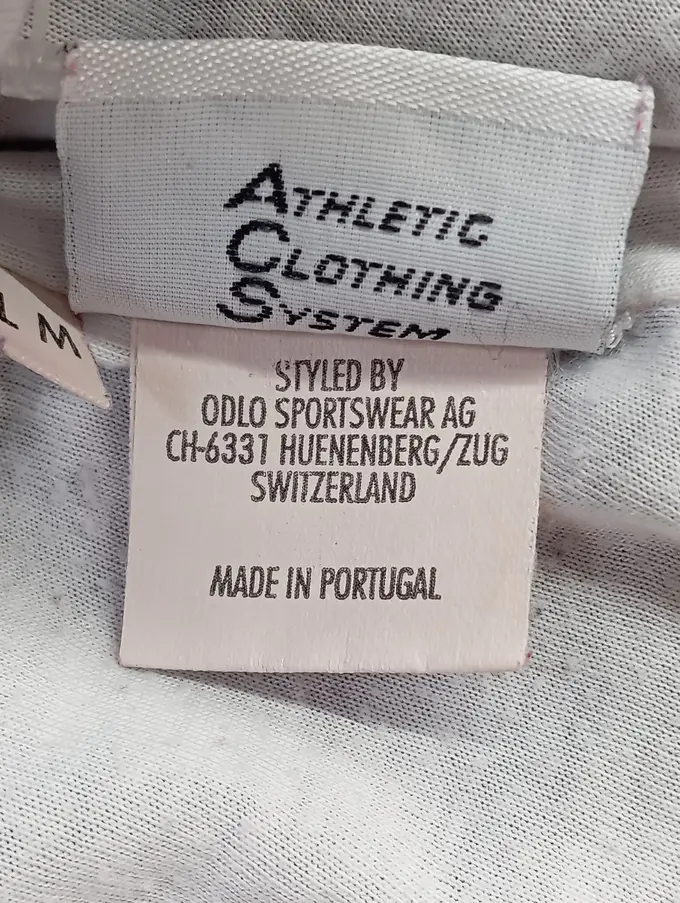 ATHLETIC
CLOTHING
SYSTEM
M
STYLED BY
ODLO SPORTSWEAR AG
CH-6331 HUENENBERG/ZUG
SWITZERLAND
MADE IN PORTUGAL